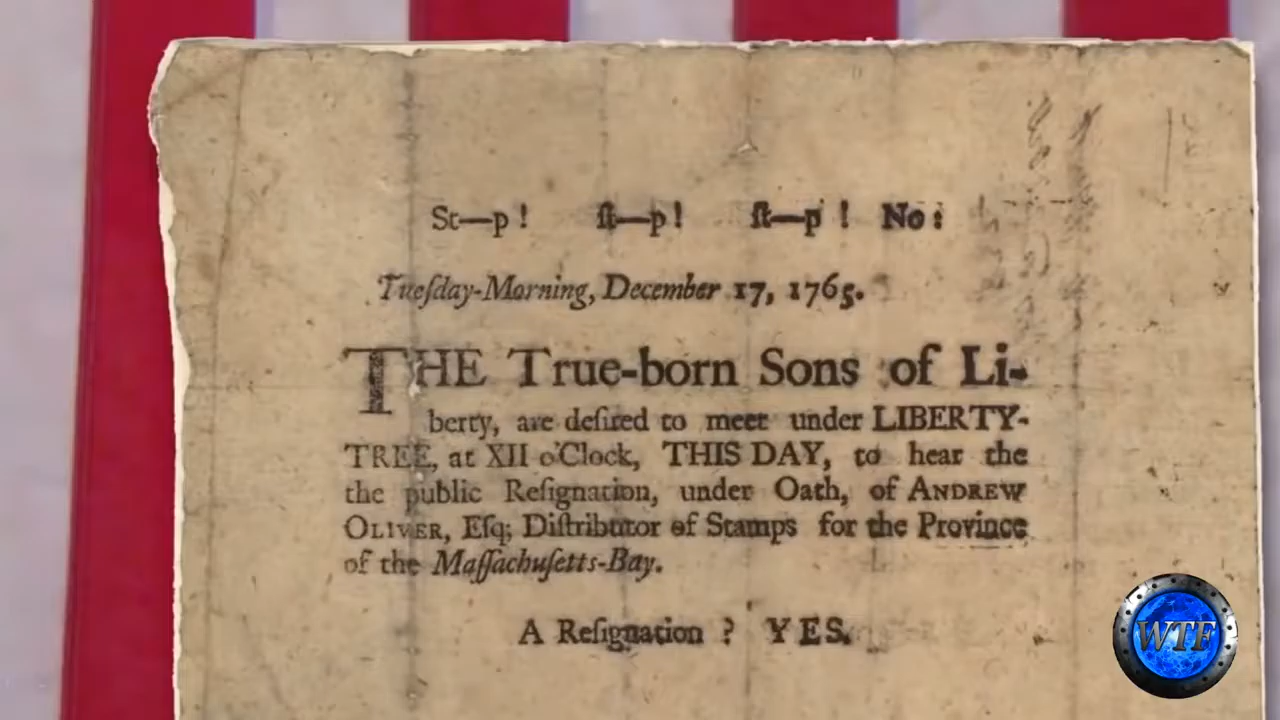 St—p! ſt—p! ſt—p! No:
Tueſday-Morning, December 17, 1765.
THE True-born Sons of Li-
berty, are deſired to meet under LIBERTY-
TREE, at XII o'Clock, THIS DAY, to hear the
the public Reſignation, under Oath, of ANDREW
OLIVER, Eſq; Diſtributor of Stamps for the Province
of the Maſſachuſetts-Bay.
A Reſignation ? YES.
WTF